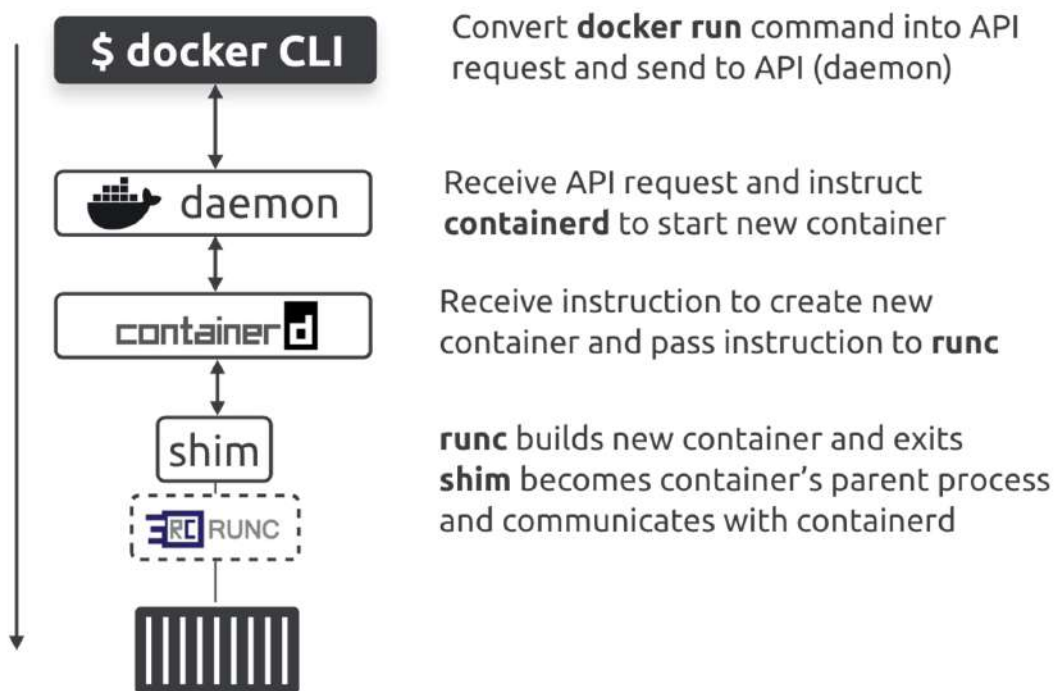 $ docker CLI
Convert docker run command into API
request and send to API (daemon)
daemon
Receive API request and instruct
containerd to start new container
containerd
Receive instruction to create new
container and pass instruction to runc
shim
runc builds new container and exits
shim becomes container's parent process
and communicates with containerd
RC RUNC